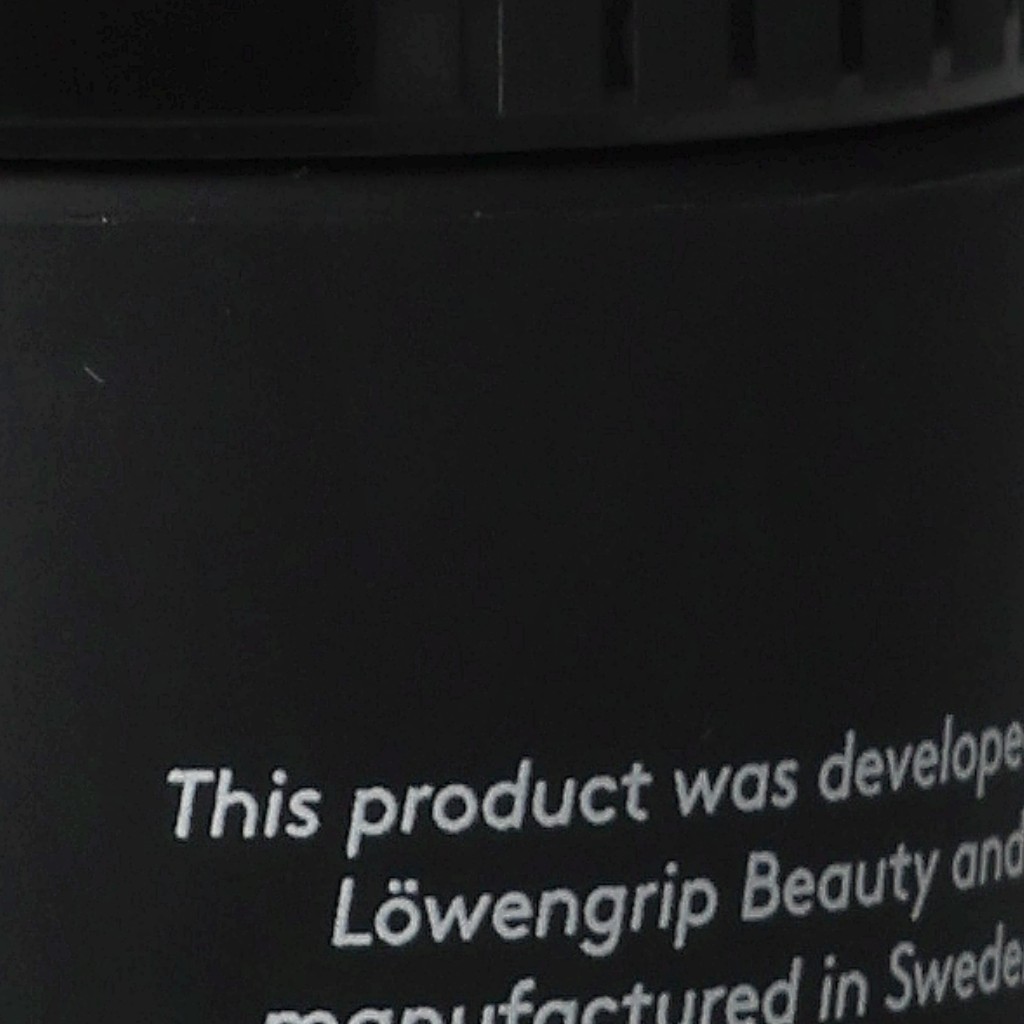 This product was develope
Löwengrip Beauty and
manufactured in Swede